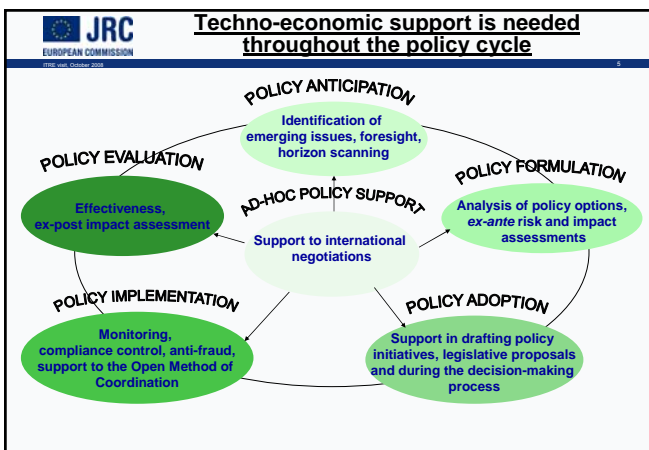 JRC
EUROPEAN COMMISSION
Techno-economic support is needed
throughout the policy cycle
ITRE visit, October 2008
5
POLICY ANTICIPATION
Identification of
emerging issues, foresight,
horizon scanning
POLICY EVALUATION
Effectiveness,
ex-post impact assessment
AD-HOC POLICY SUPPORT
Support to international
negotiations
POLICY FORMULATION
Analysis of policy options,
ex-ante risk and impact
assessments
POLICY IMPLEMENTATION
Monitoring,
compliance control, anti-fraud,
support to the Open Method of
Coordination
POLICY ADOPTION
Support in drafting policy
initiatives, legislative proposals
and during the decision-making
process